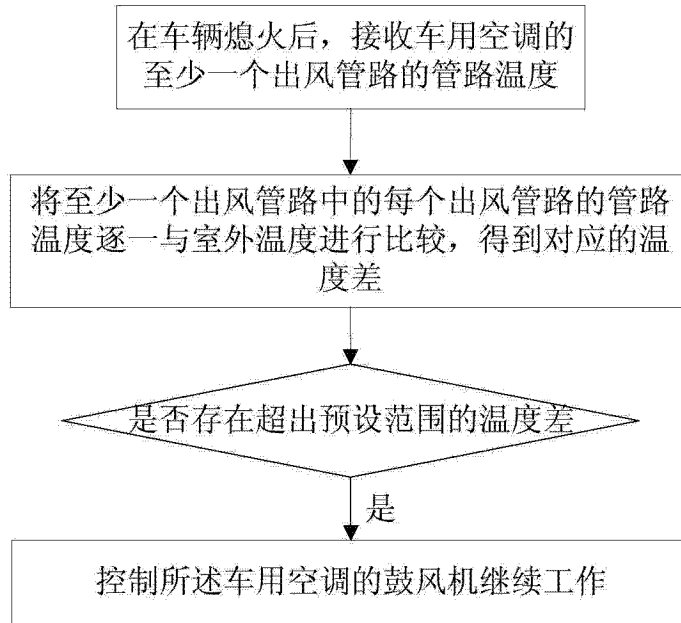 在车辆熄火后，接收车用空调的
至少一个出风管路的管路温度
将至少一个出风管路中的每个出风管路的管路
温度逐一与室外温度进行比较，得到对应的温
度差
是否存在超出预设范围的温度差
是
控制所述车用空调的鼓风机继续工作